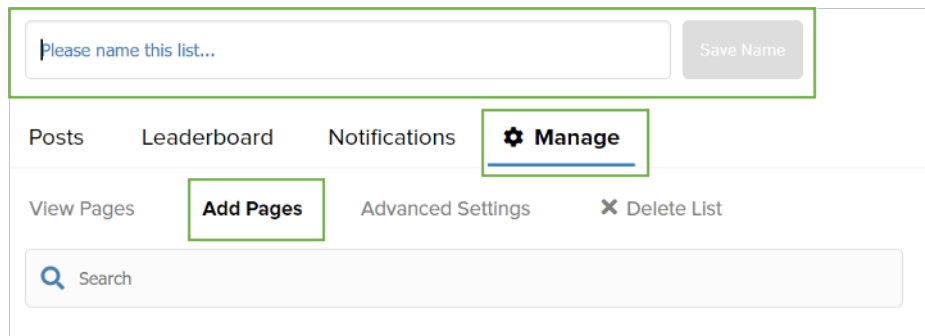 Please name this list...
Save Name
Posts Leaderboard Notifications Manage
View Pages Add Pages Advanced Settings Delete List
Search